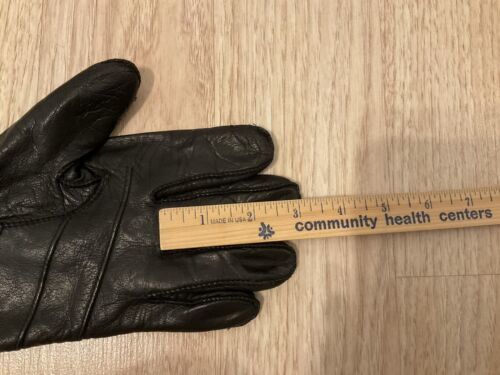 1 MADE IN USA 2 3 4 5 6 7
community health centers